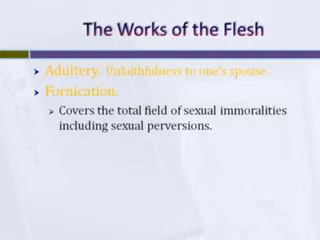 The Works of the Flesh
Adultery. Unfaithfulness to one's spouse.
Fornication.
Covers the total field of sexual immoralities
including sexual perversions.